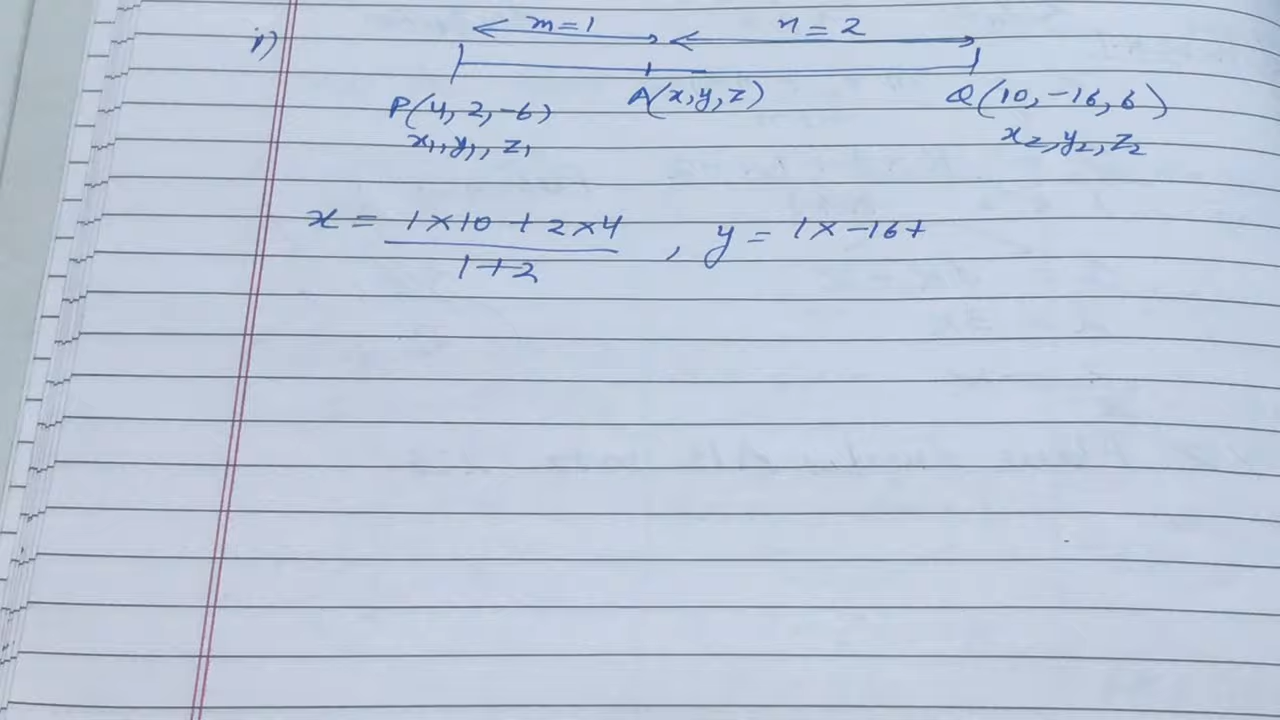 i) m=1 n=2
P(4, 2, -6) A(x, y, z) Q(10, -16, 6)
x₁, y₁, z₁ x₂, y₂, z₂
x = 1×10 + 2×4 , y = 1×-16+
1+2